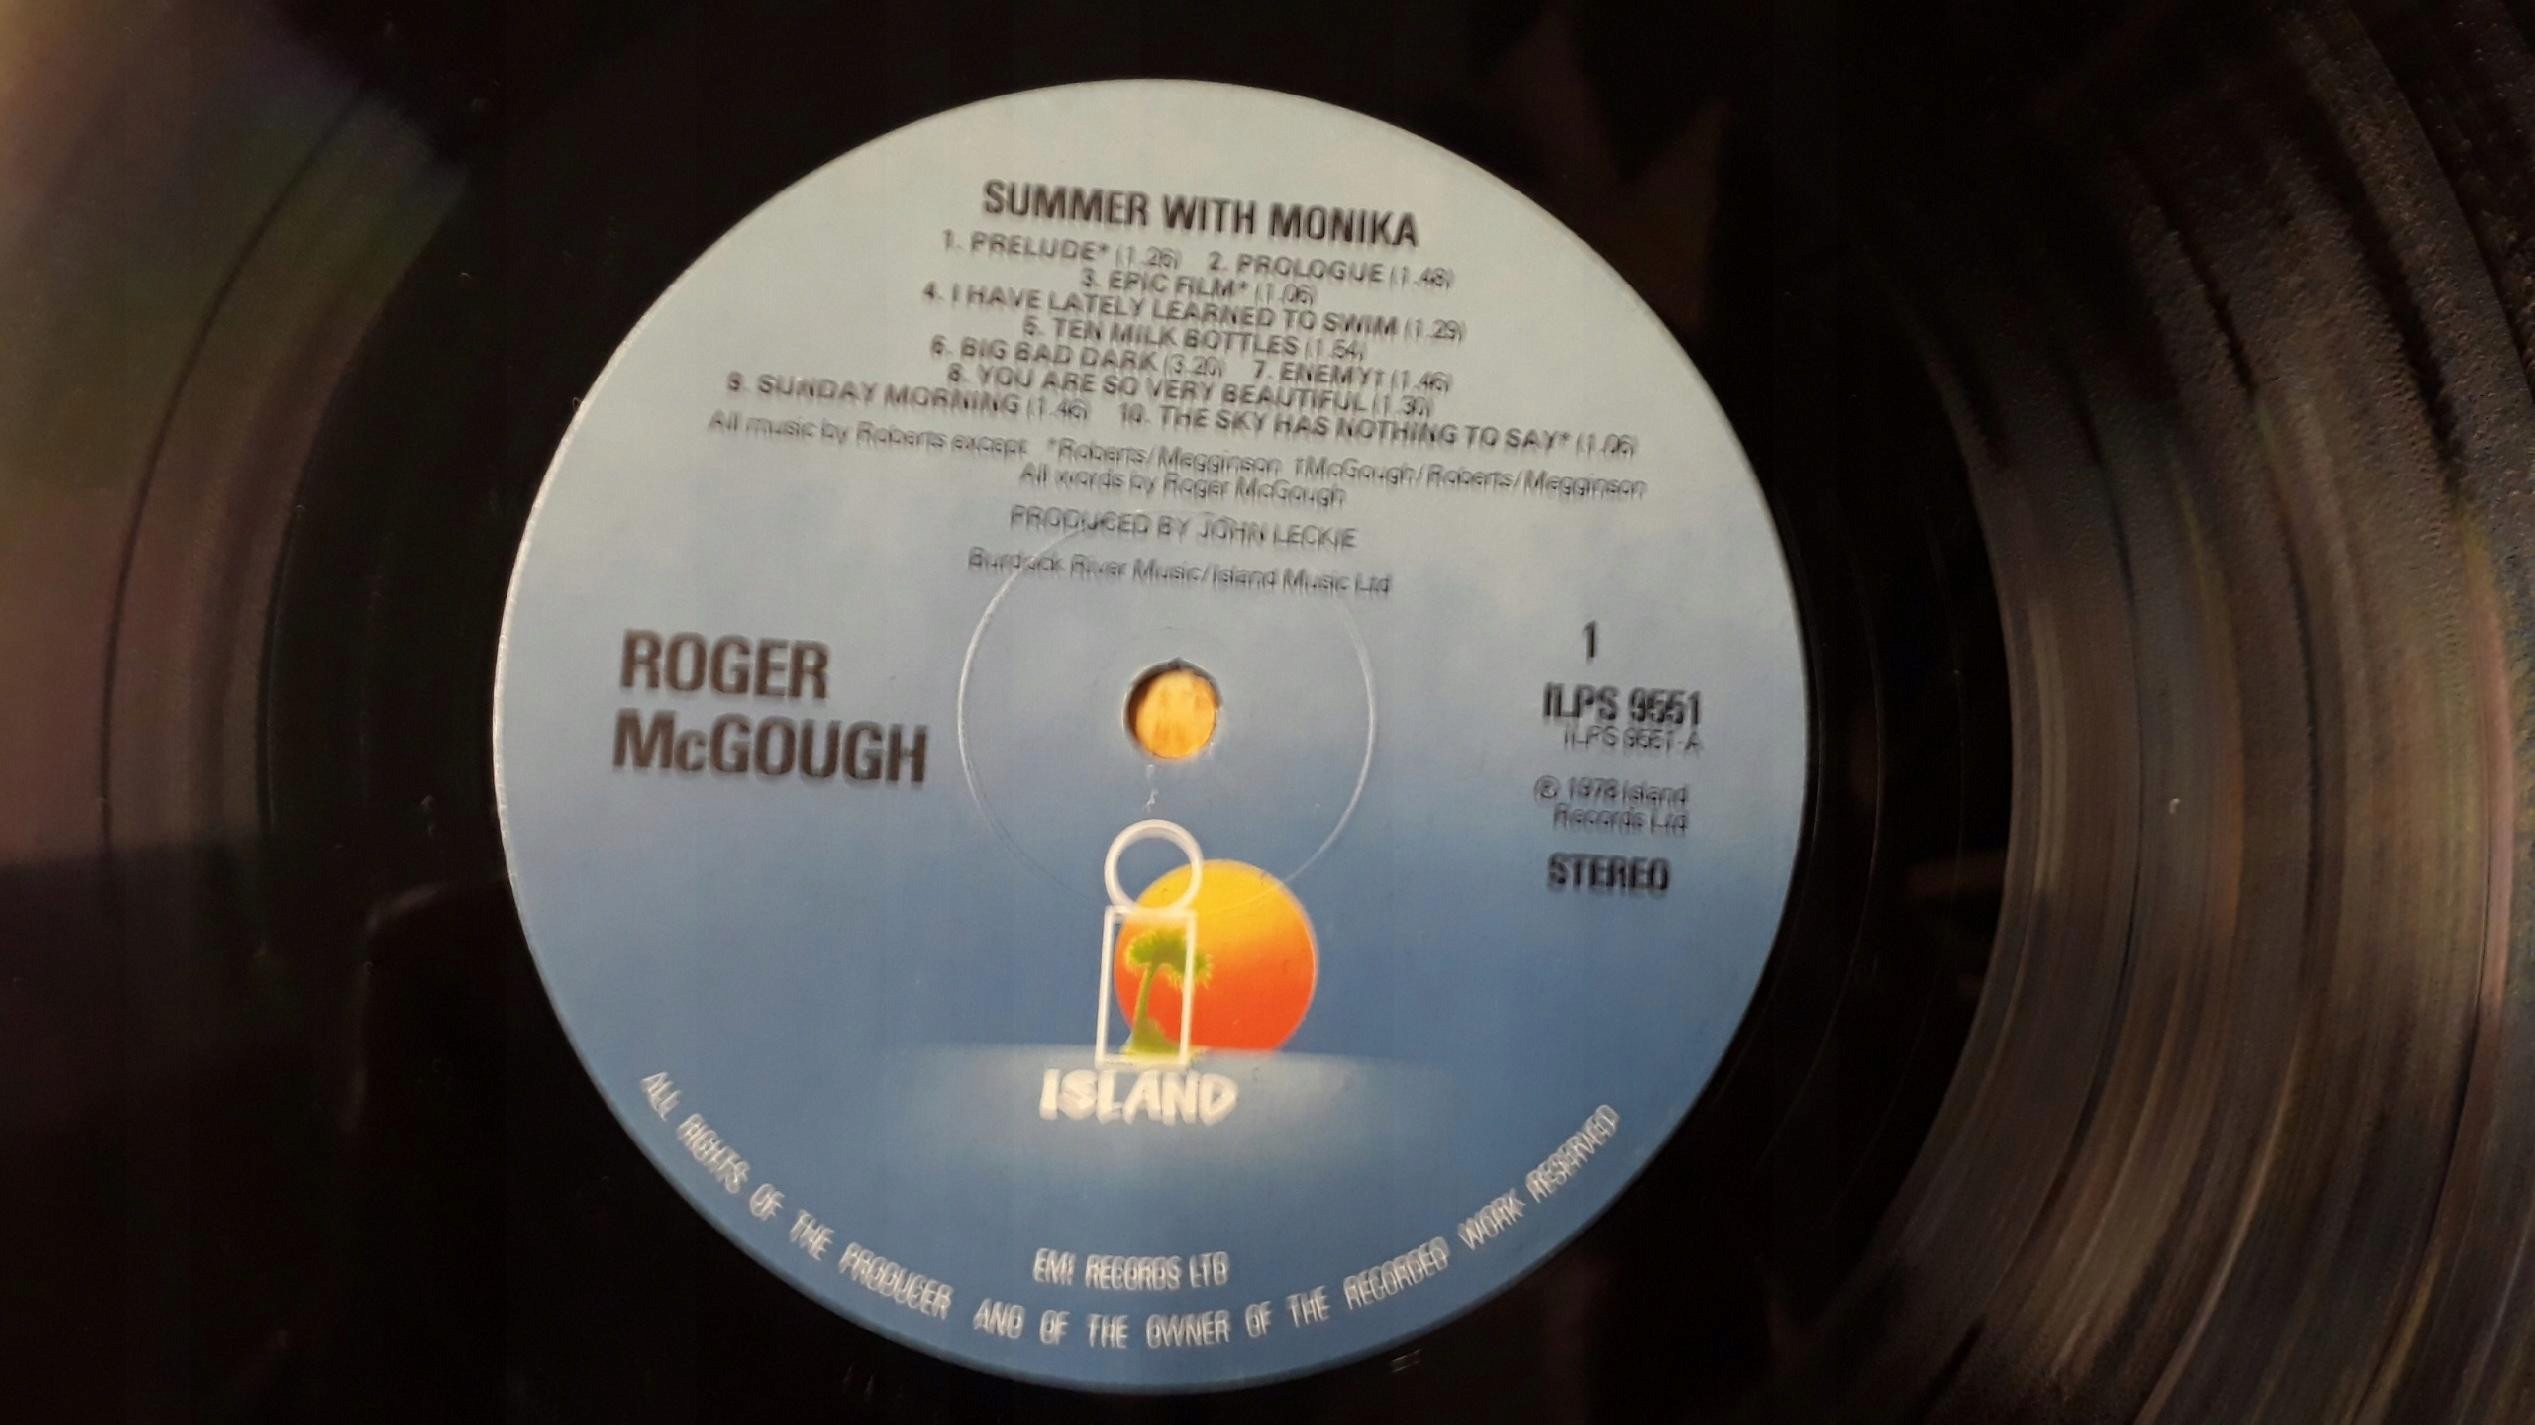 SUMMER WITH MONIKA
1. PRELUDE* (1.26) 2. PROLOGUE (1.48)
3. EPIC FILM* (1.06)
4. I HAVE LATELY LEARNED TO SWIM (1.29)
5. TEN MILK BOTTLES (1.54)
6. BIG BAD DARK (3.20) 7. ENEMY† (1.46)
8. YOU ARE SO VERY BEAUTIFUL (1.30)
9. SUNDAY MORNING (1.46) 10. THE SKY HAS NOTHING TO SAY* (1.06)
All music by Roberts except *Roberts/Megginson †McGough/Roberts/Megginson
All words by Roger McGough
PRODUCED BY JOHN LECKIE
Burdock River Music/Island Music Ltd
ROGER
McGOUGH
1
ILPS 9551
ILPS 9551-A
℗ 1978 Island
Records Ltd
STEREO
ISLAND
EMI RECORDS LTD
ALL RIGHTS OF THE PRODUCER AND OF THE OWNER OF THE RECORDED WORK RESERVED